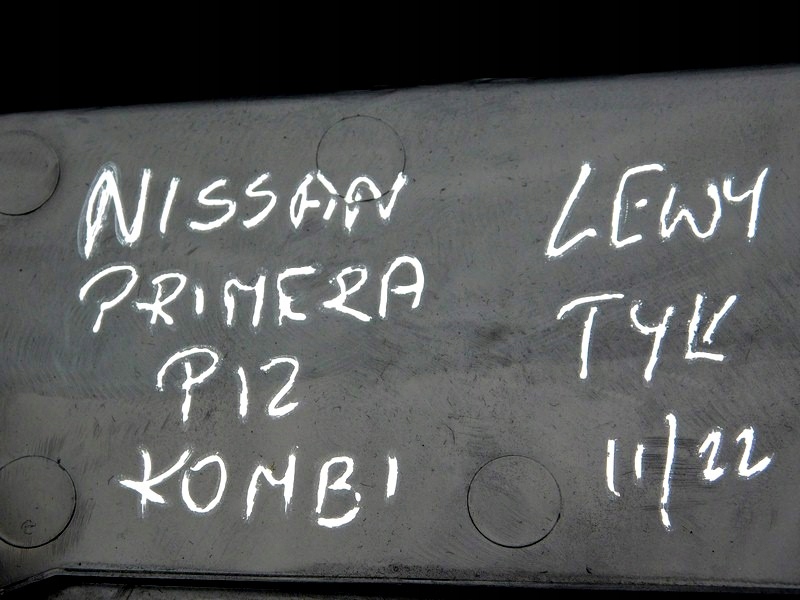 NISSAN
PRIMERA
P12
KOMBI
LEWY
TYŁ
11/22